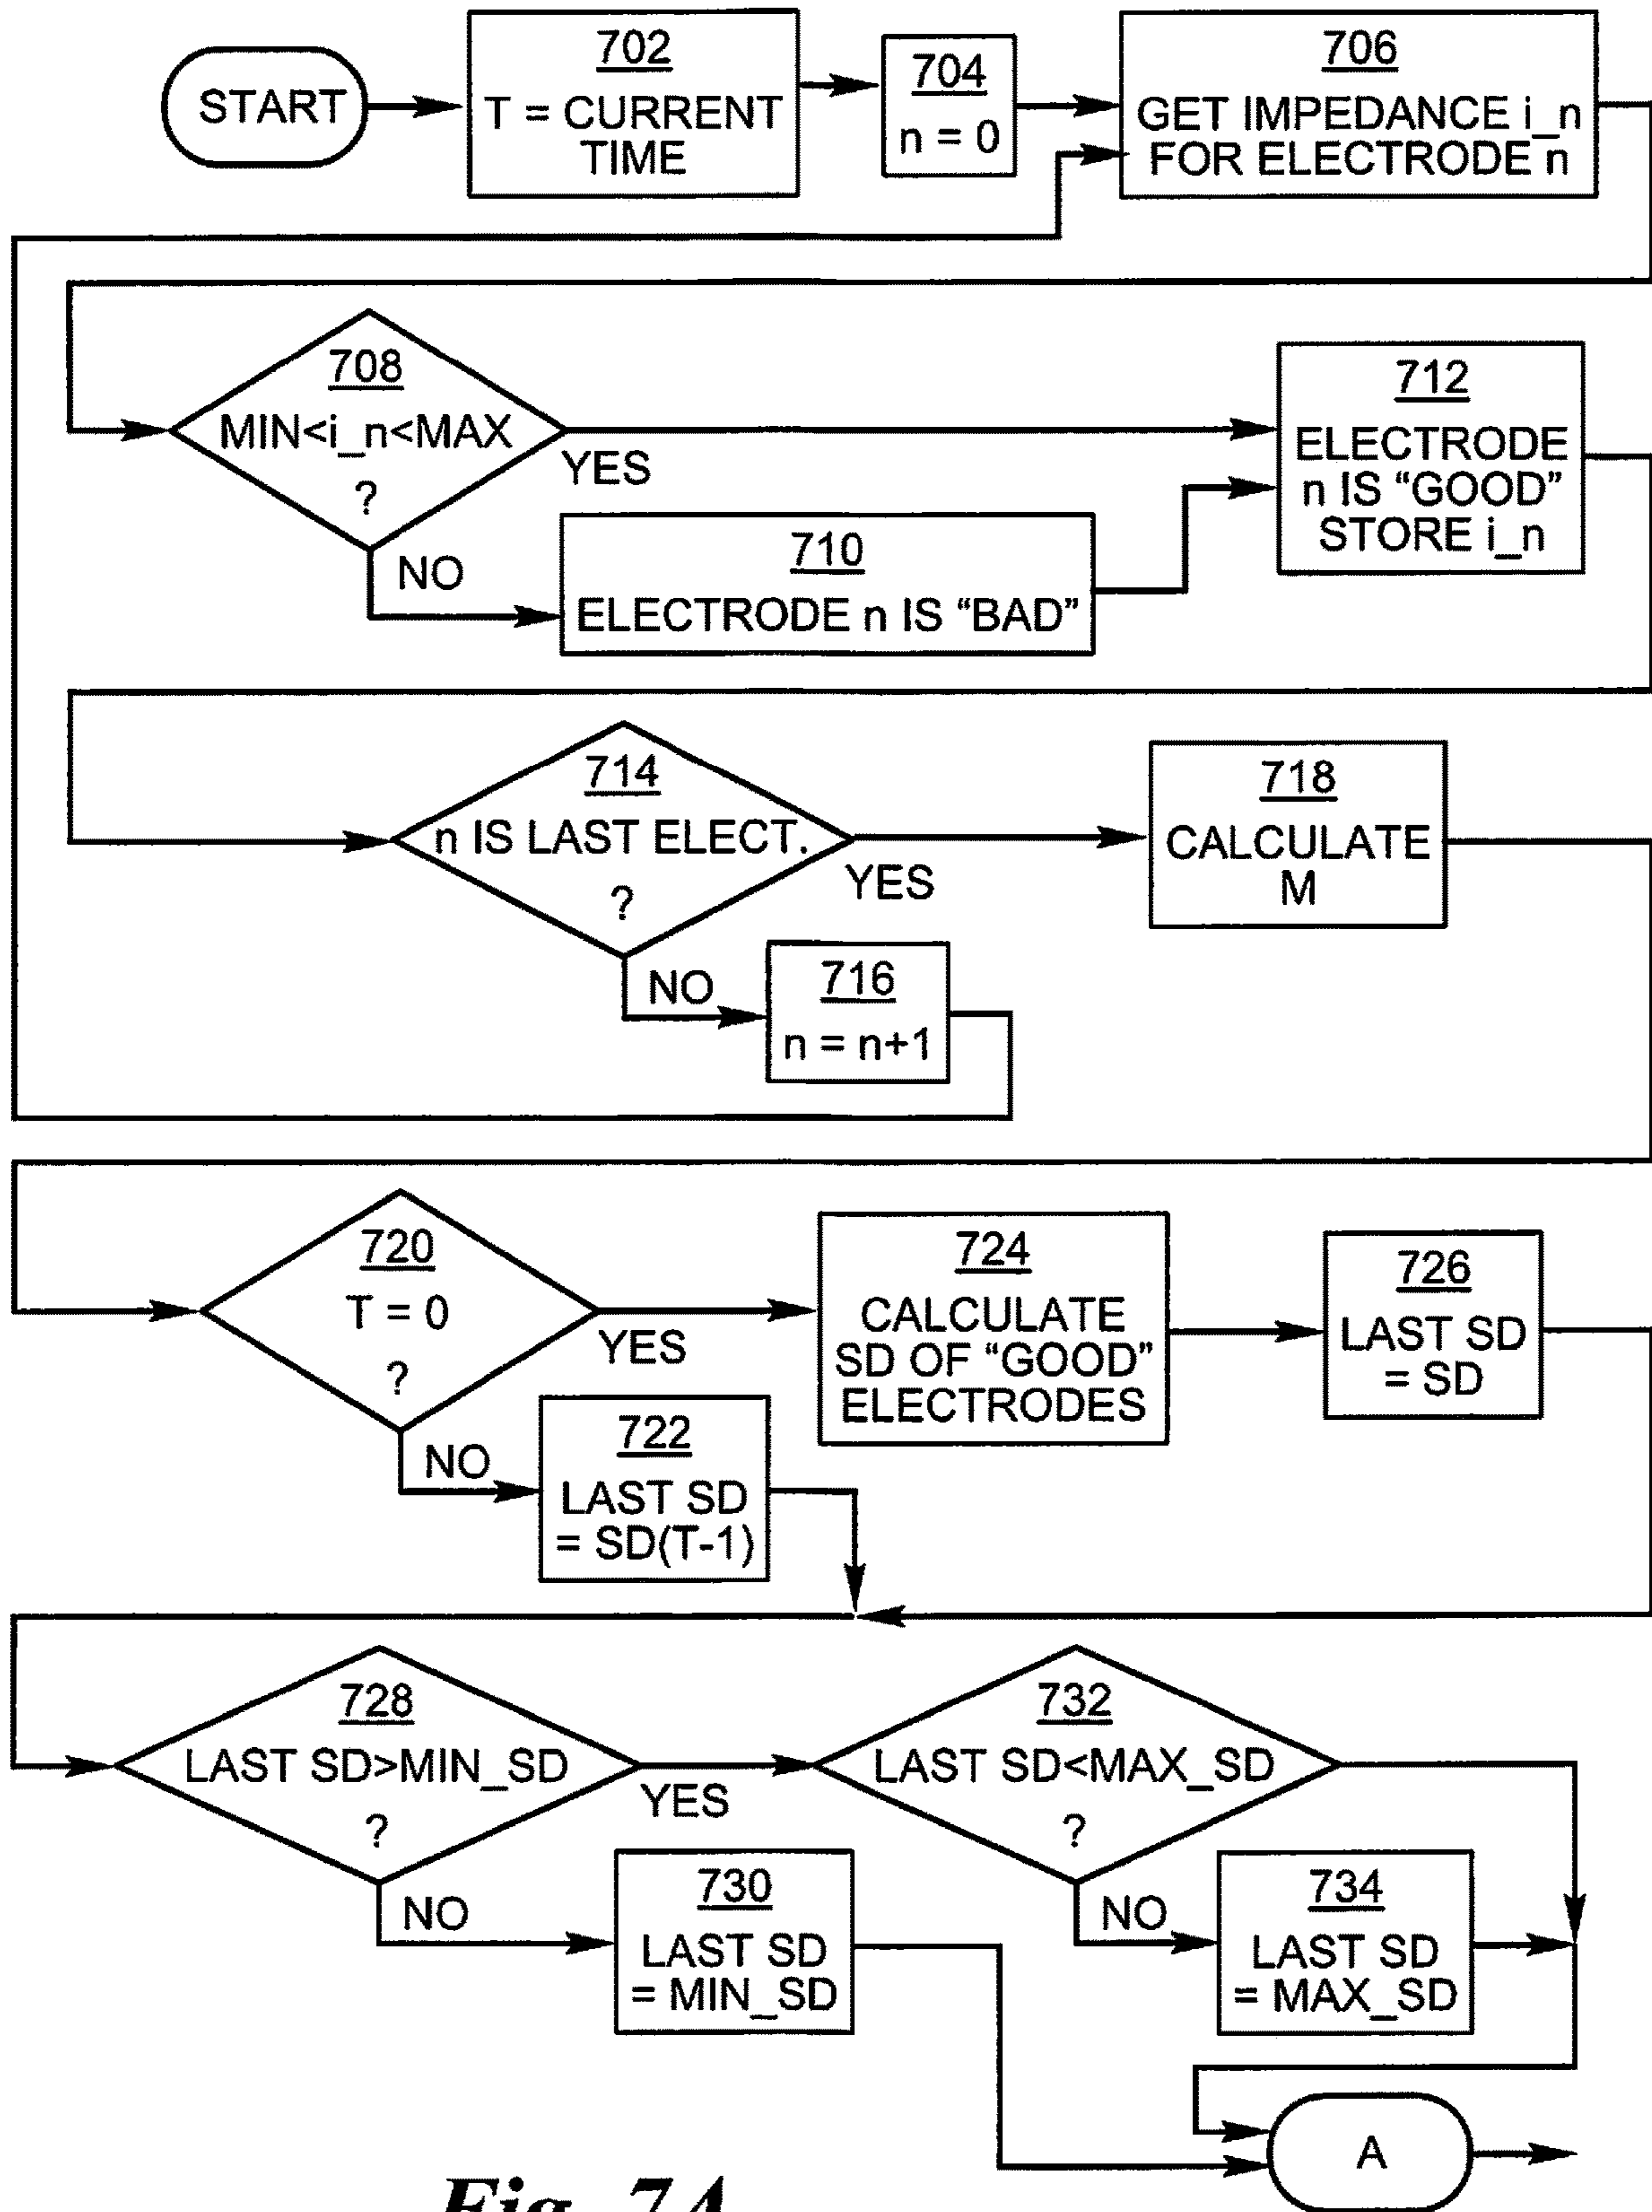 START
702
T = CURRENT
TIME
704
n = 0
706
GET IMPEDANCE i_n
FOR ELECTRODE n
708
MIN<i_n<MAX
?
YES
NO
710
ELECTRODE n IS “BAD”
712
ELECTRODE
n IS “GOOD”
STORE i_n
714
n IS LAST ELECT.
?
YES
NO
716
n = n+1
718
CALCULATE
M
720
T = 0
?
YES
NO
722
LAST SD
= SD(T-1)
724
CALCULATE
SD OF “GOOD”
ELECTRODES
726
LAST SD
= SD
728
LAST SD>MIN_SD
?
YES
NO
730
LAST SD
= MIN_SD
732
LAST SD<MAX_SD
?
NO
734
LAST SD
= MAX_SD
A
Fig. 7A